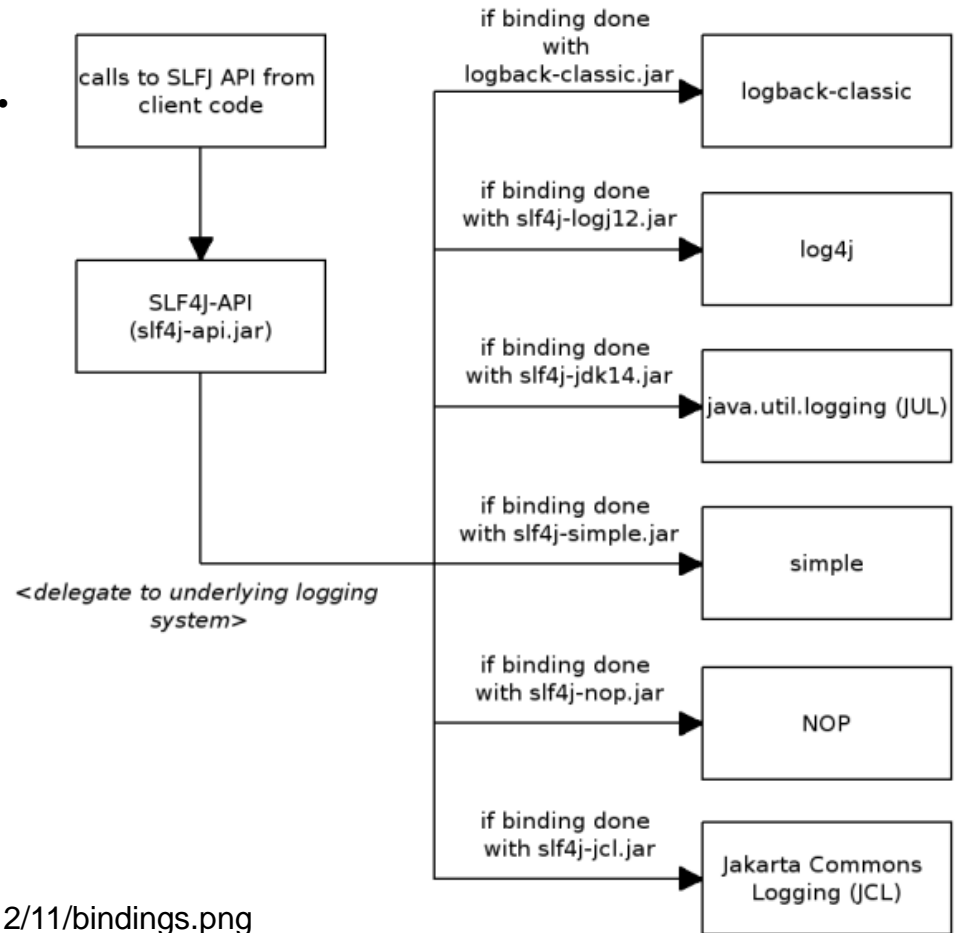 calls to SLFJ API from
client code
SLF4J-API
(slf4j-api.jar)
<delegate to underlying logging
system>
if binding done
with
logback-classic.jar
logback-classic
if binding done
with slf4j-logj12.jar
log4j
if binding done
with slf4j-jdk14.jar
java.util.logging (JUL)
if binding done
with slf4j-simple.jar
simple
if binding done
with slf4j-nop.jar
NOP
if binding done
with slf4j-jcl.jar
Jakarta Commons
Logging (JCL)
2/11/bindings.png